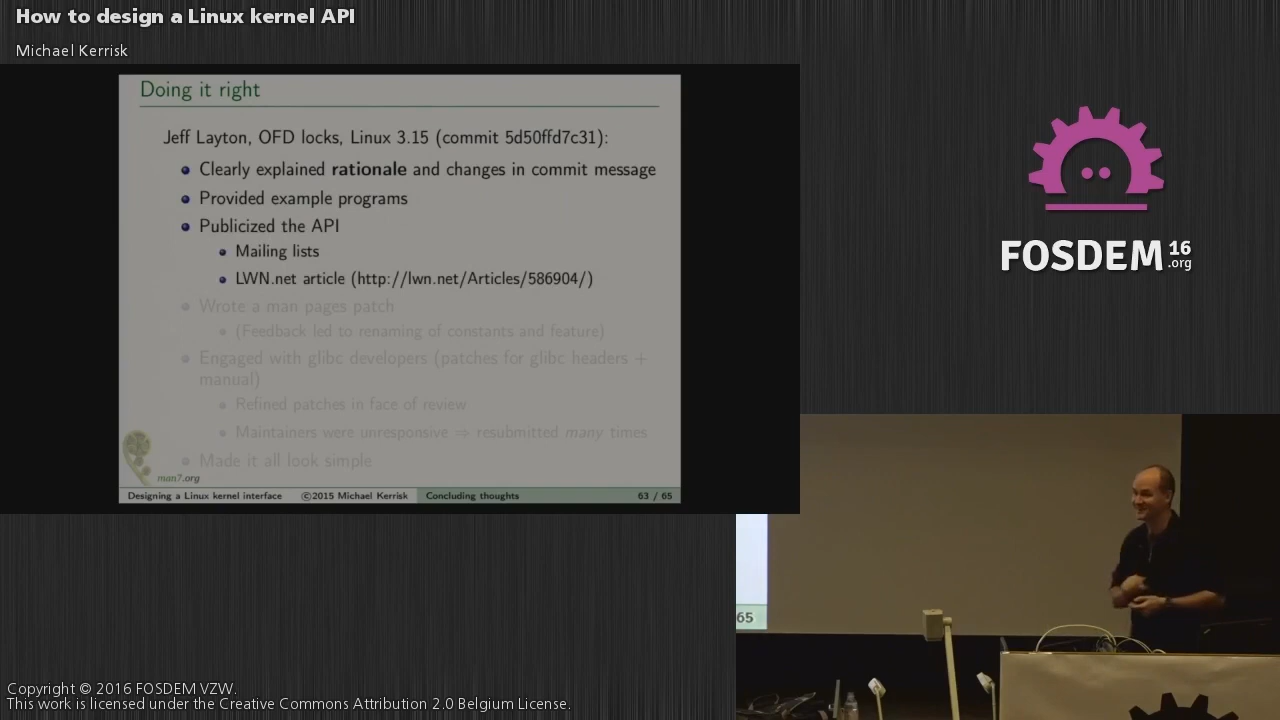 How to design a Linux kernel API
Michael Kerrisk
Doing it right
Jeff Layton, OFD locks, Linux 3.15 (commit 5d50ffd7c31):
Clearly explained rationale and changes in commit message
Provided example programs
Publicized the API
Mailing lists
LWN.net article (http://lwn.net/Articles/586904/)
Wrote a man pages patch
(Feedback led to renaming of constants and feature)
Engaged with glibc developers (patches for glibc headers +
manual)
Refined patches in face of review
Maintainers were unresponsive ⇒ resubmitted many times
Made it all look simple
man7.org
Designing a Linux kernel interface ©2015 Michael Kerrisk Concluding thoughts 63 / 65
FOSDEM 16
.org
65
Copyright © 2016 FOSDEM VZW.
This work is licensed under the Creative Commons Attribution 2.0 Belgium License.